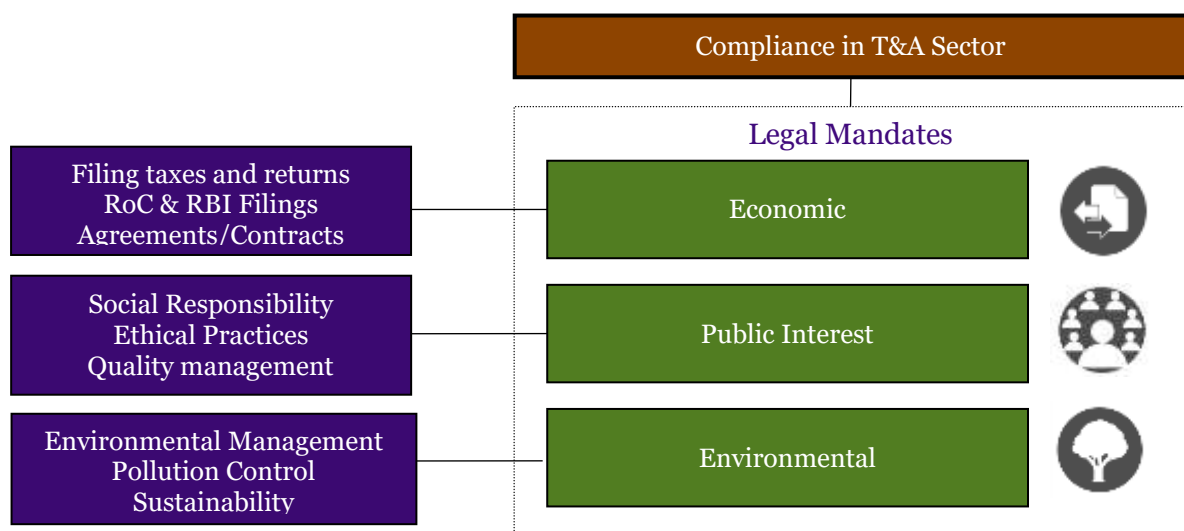 Compliance in T&A Sector
Legal Mandates
Filing taxes and returns
RoC & RBI Filings
Agreements/Contracts
Economic
Social Responsibility
Ethical Practices
Quality management
Public Interest
Environmental Management
Pollution Control
Sustainability
Environmental